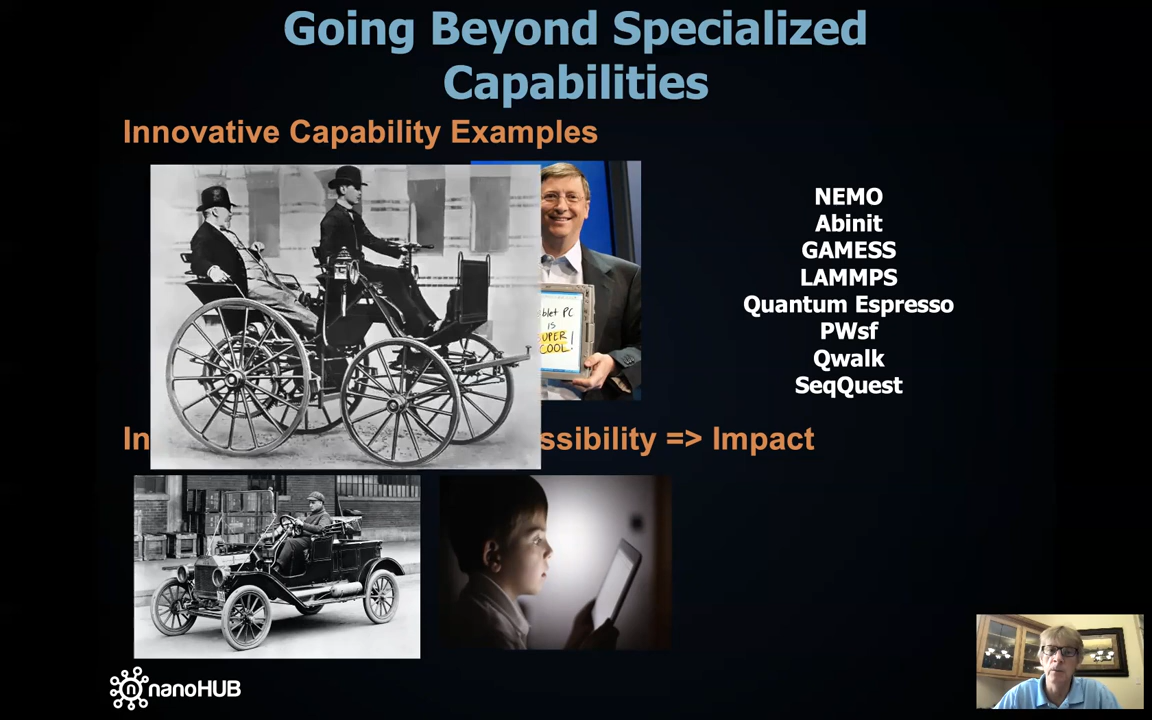 Going Beyond Specialized
Capabilities
Innovative Capability Examples
NEMO
Abinit
GAMESS
LAMMPS
Quantum Espresso
PWsf
Qwalk
SeqQuest
blet PC
IS
UPER
COOL!
In
ssibility => Impact
nanoHUB